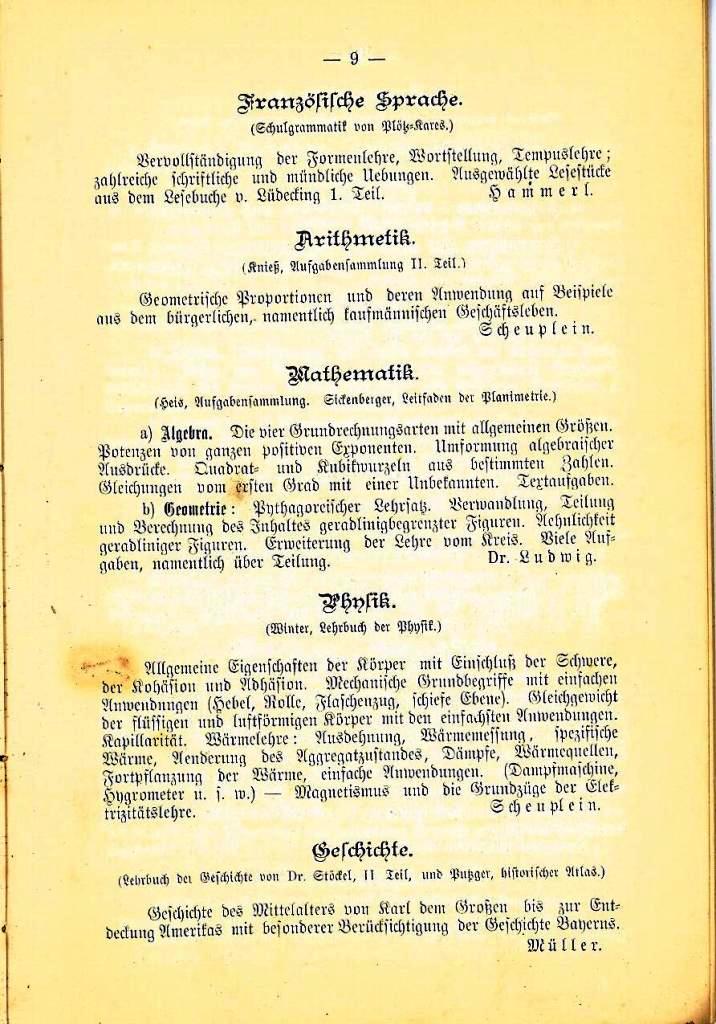 — 9 —
Französische Sprache.
(Schulgrammatik von Plötz-Kares.)
Vervollständigung der Formenlehre, Wortstellung, Tempuslehre;
zahlreiche schriftliche und mündliche Uebungen. Ausgewählte Lesestücke
aus dem Lesebuche v. Lüdecking 1. Teil. Hammerl.
Arithmetik.
(Knieß, Aufgabensammlung II. Teil.)
Geometrische Proportionen und deren Anwendung auf Beispiele
aus dem bürgerlichen, namentlich kaufmännischen Geschäftsleben.
Scheuplein.
Mathematik.
(Heis, Aufgabensammlung. Sickenberger, Leitfaden der Planimetrie.)
a) Algebra. Die vier Grundrechnungsarten mit allgemeinen Größen.
Potenzen von ganzen positiven Exponenten. Umformung algebraischer
Ausdrücke. Quadrat- und Kubikwurzeln aus bestimmten Zahlen.
Gleichungen vom ersten Grad mit einer Unbekannten. Textaufgaben.
b) Geometrie: Pythagoreischer Lehrsatz. Verwandlung, Teilung
und Berechnung des Inhaltes geradlinigbegrenzter Figuren. Aehnlichkeit
geradliniger Figuren. Erweiterung der Lehre vom Kreis. Viele Auf-
gaben, namentlich über Teilung. Dr. Ludwig.
Physik.
(Winter, Lehrbuch der Physik.)
Allgemeine Eigenschaften der Körper mit Einschluß der Schwere,
der Kohäsion und Adhäsion. Mechanische Grundbegriffe mit einfachen
Anwendungen (Hebel, Rolle, Flaschenzug, schiefe Ebene). Gleichgewicht
der flüssigen und luftförmigen Körper mit den einfachsten Anwendungen.
Kapillarität. Wärmelehre: Ausdehnung, Wärmemessung, spezifische
Wärme, Aenderung des Aggregatzustandes, Dämpfe, Wärmequellen,
Fortpflanzung der Wärme, einfache Anwendungen. (Dampfmaschine,
Hygrometer u. s. w.) — Magnetismus und die Grundzüge der Elek-
trizitätslehre. Scheuplein.
Geschichte.
(Lehrbuch der Geschichte von Dr. Stöckel, II Teil, und Putzger, historischer Atlas.)
Geschichte des Mittelalters von Karl dem Großen bis zur Ent-
deckung Amerikas mit besonderer Berücksichtigung der Geschichte Bayerns.
Müller.